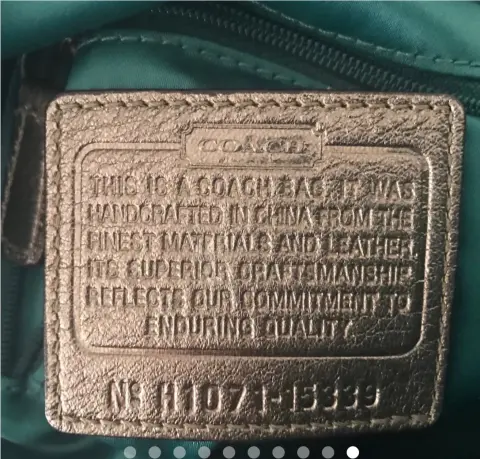 COACH
THIS IS A COACH BAG. IT WAS
HANDCRAFTED IN CHINA FROM THE
FINEST MATERIALS AND LEATHER.
ITS SUPERIOR CRAFTSMANSHIP
REFLECTS OUR COMMITMENT TO
ENDURING QUALITY.
Nº H1071-15339